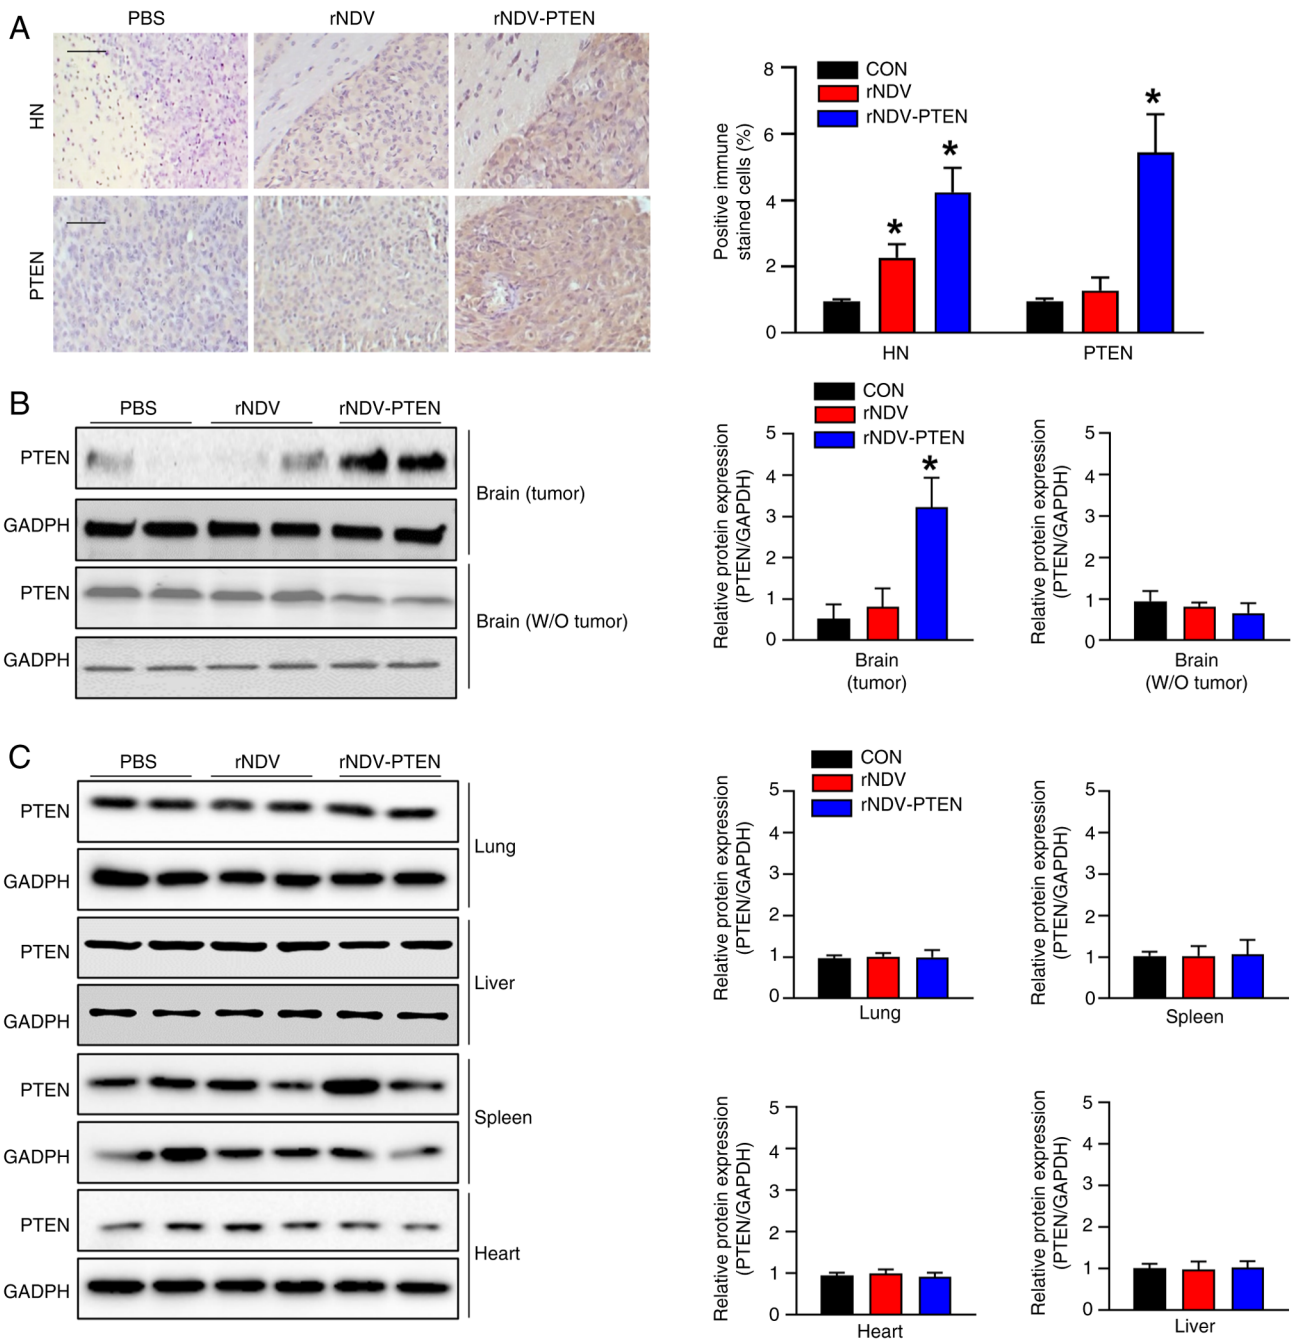 A
PBS
rNDV
rNDV-PTEN
HN
PTEN
Positive immune
stained cells (%)
8
6
4
2
0
CON
rNDV
rNDV-PTEN
*
*
*
HN
PTEN
B
PBS
rNDV
rNDV-PTEN
PTEN
GADPH
Brain (tumor)
PTEN
GADPH
Brain (W/O tumor)
CON
rNDV
rNDV-PTEN
Relative protein expression
(PTEN/GAPDH)
5
4
3
2
1
0
*
Brain
(tumor)
Relative protein expression
(PTEN/GAPDH)
5
4
3
2
1
0
Brain
(W/O tumor)
C
PBS
rNDV
rNDV-PTEN
PTEN
GADPH
Lung
PTEN
GADPH
Liver
PTEN
GADPH
Spleen
PTEN
GADPH
Heart
CON
rNDV
rNDV-PTEN
Relative protein expression
(PTEN/GAPDH)
5
4
3
2
1
0
Lung
Relative protein expression
(PTEN/GAPDH)
5
4
3
2
1
0
Spleen
Relative protein expression
(PTEN/GAPDH)
5
4
3
2
1
0
Heart
Relative protein expression
(PTEN/GAPDH)
5
4
3
2
1
0
Liver